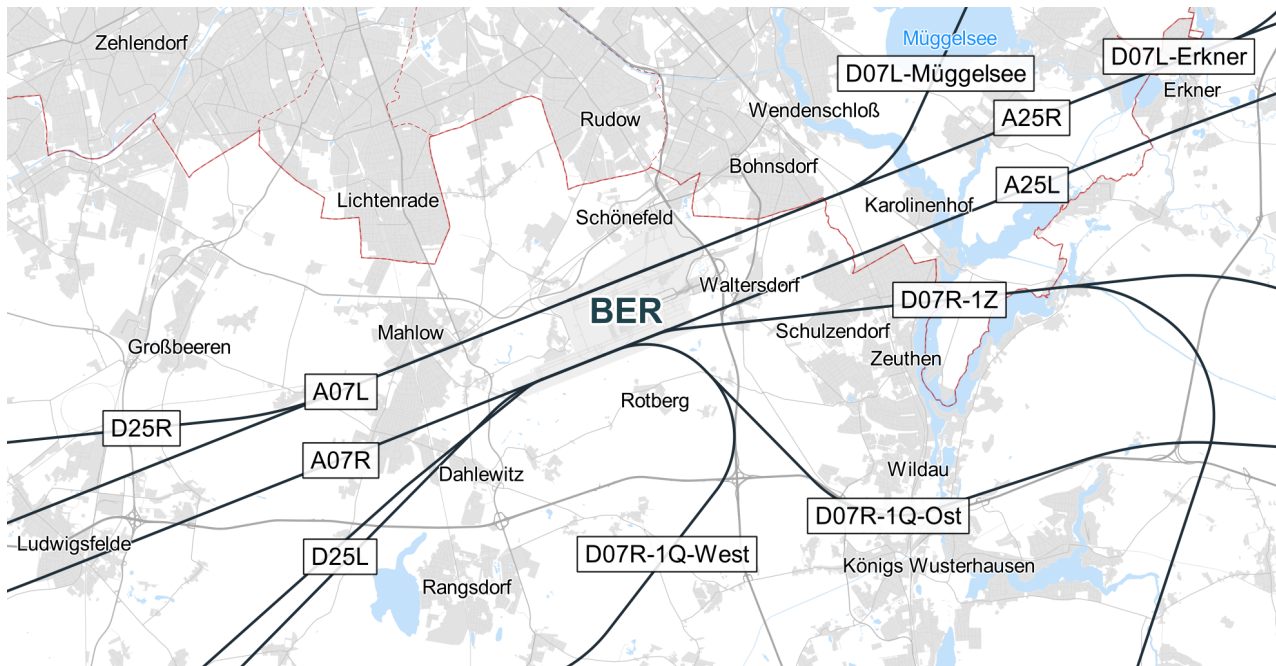 Zehlendorf
Müggelsee
D07L-Erkner
D07L-Müggelsee
Erkner
Wendenschloß
A25R
Rudow
Bohnsdorf
A25L
Lichtenrade
Karolinenhof
Schönefeld
Waltersdorf
D07R-1Z
BER
Schulzendorf
Mahlow
Großbeeren
Zeuthen
A07L
Rotberg
D25R
A07R
Dahlewitz
Wildau
D07R-1Q-Ost
Ludwigsfelde
D25L
D07R-1Q-West
Königs Wusterhausen
Rangsdorf